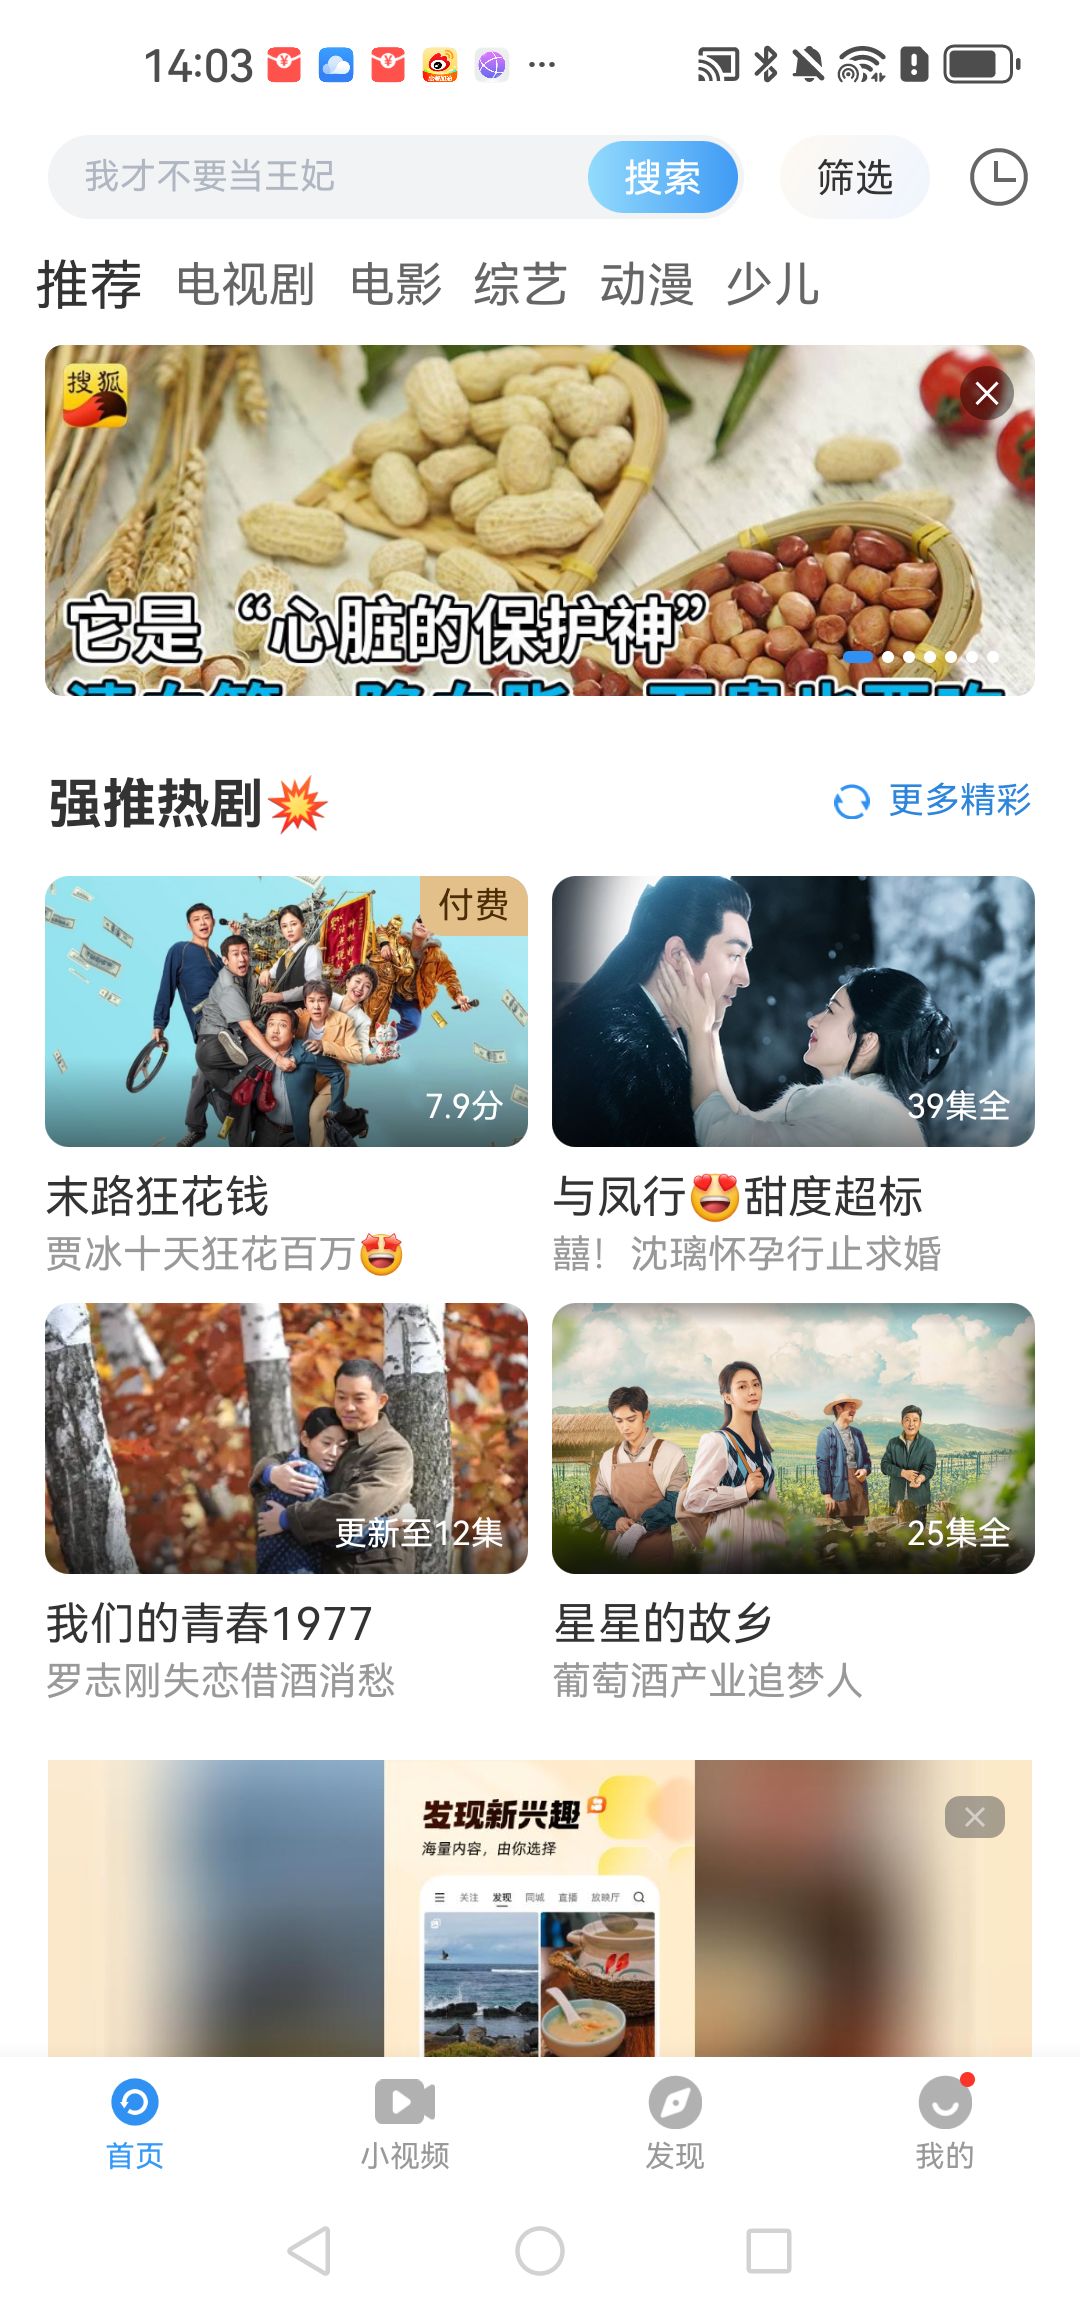 14:03
我才不要当王妃
搜索
筛选
推荐 电视剧 电影 综艺 动漫 少儿
搜狐
它是“心脏的保护神”
强推热剧💥
更多精彩
付费
7.9分
39集全
末路狂花钱
贾冰十天狂花百万🤩
与凤行😍甜度超标
囍！沈璃怀孕行止求婚
更新至12集
25集全
我们的青春1977
罗志刚失恋借酒消愁
星星的故乡
葡萄酒产业追梦人
发现新兴趣
海量内容，由你选择
关注 发现 同城 直播 放映厅
首页 小视频 发现 我的